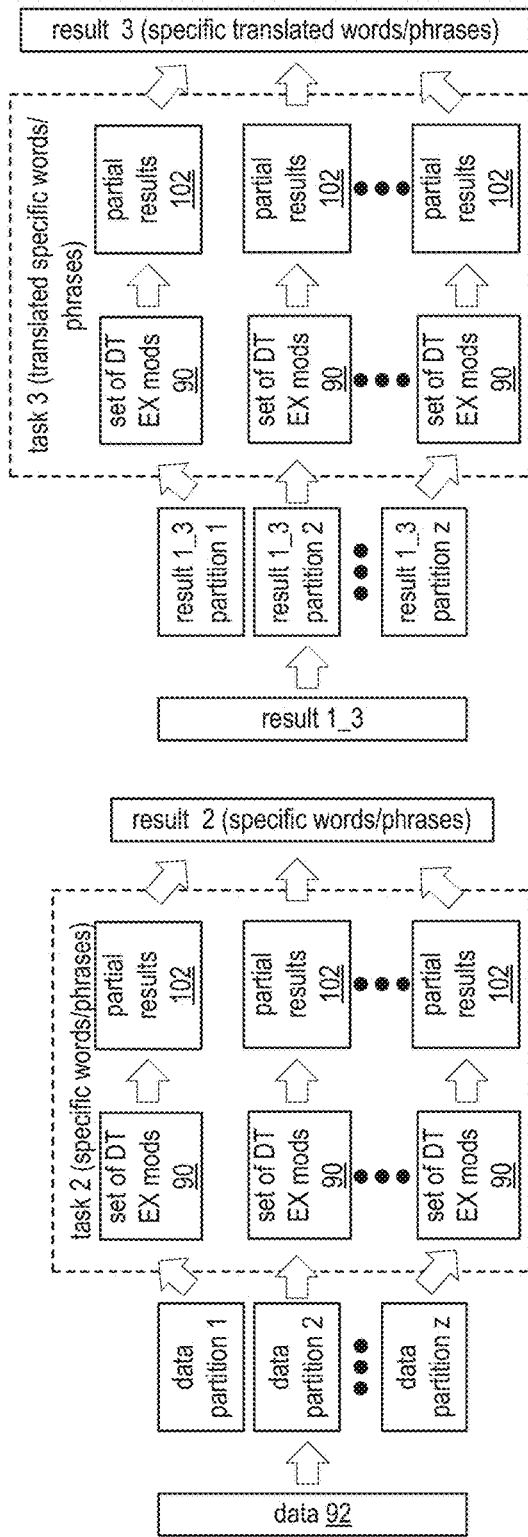 data 92
data
partition 1
data
partition 2
data
partition z
task 2 (specific words/phrases)
set of DT
EX mods
90
set of DT
EX mods
90
set of DT
EX mods
90
partial
results
102
partial
results
102
partial
results
102
result 2 (specific words/phrases)
result 1_3
result 1_3
partition 1
result 1_3
partition 2
result 1_3
partition z
task 3 (translated specific words/
phrases)
set of DT
EX mods
90
set of DT
EX mods
90
set of DT
EX mods
90
partial
results
102
partial
results
102
partial
results
102
result 3 (specific translated words/phrases)